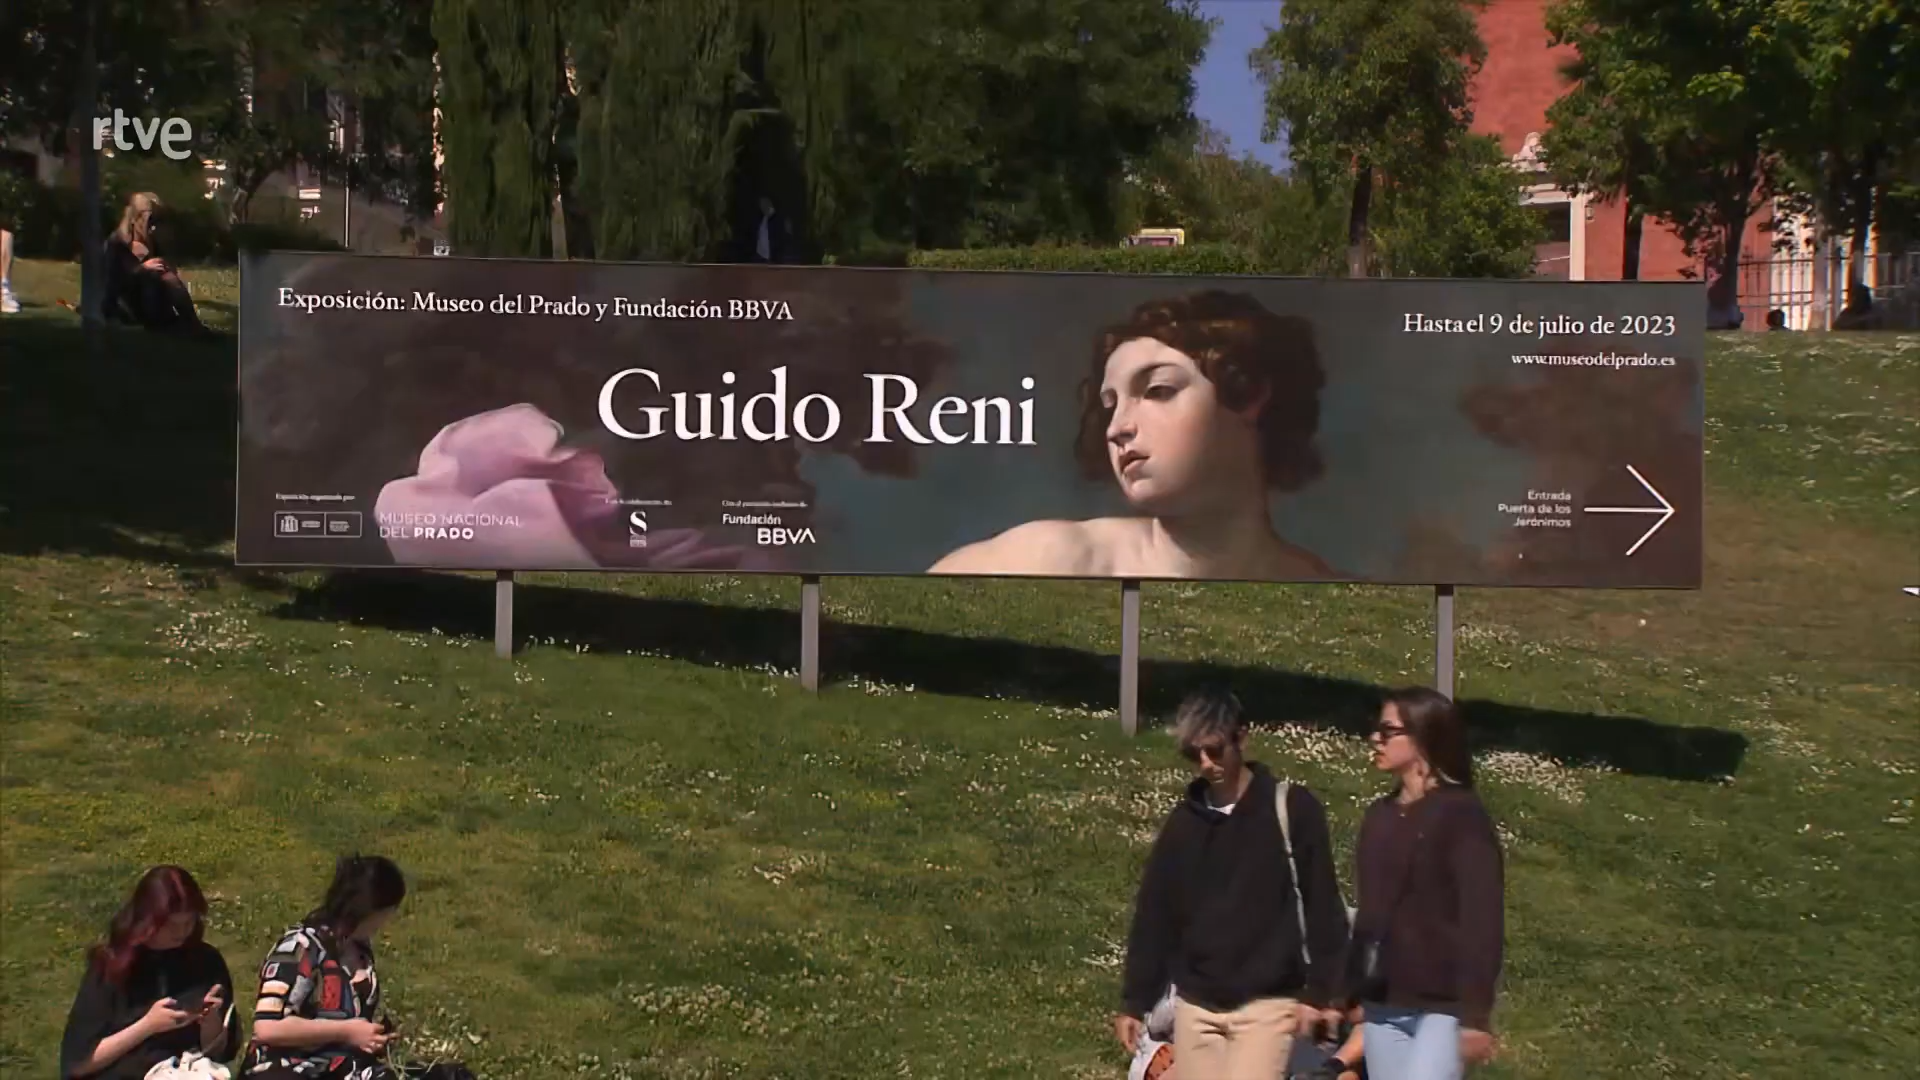 rtve
Exposición: Museo del Prado y Fundación BBVA
Hasta el 9 de julio de 2023
www.museodelprado.es
Guido Reni
Entrada
Puerta de los
Jerónimos
MUSEO NACIONAL
DEL PRADO
S
Fundación
BBVA